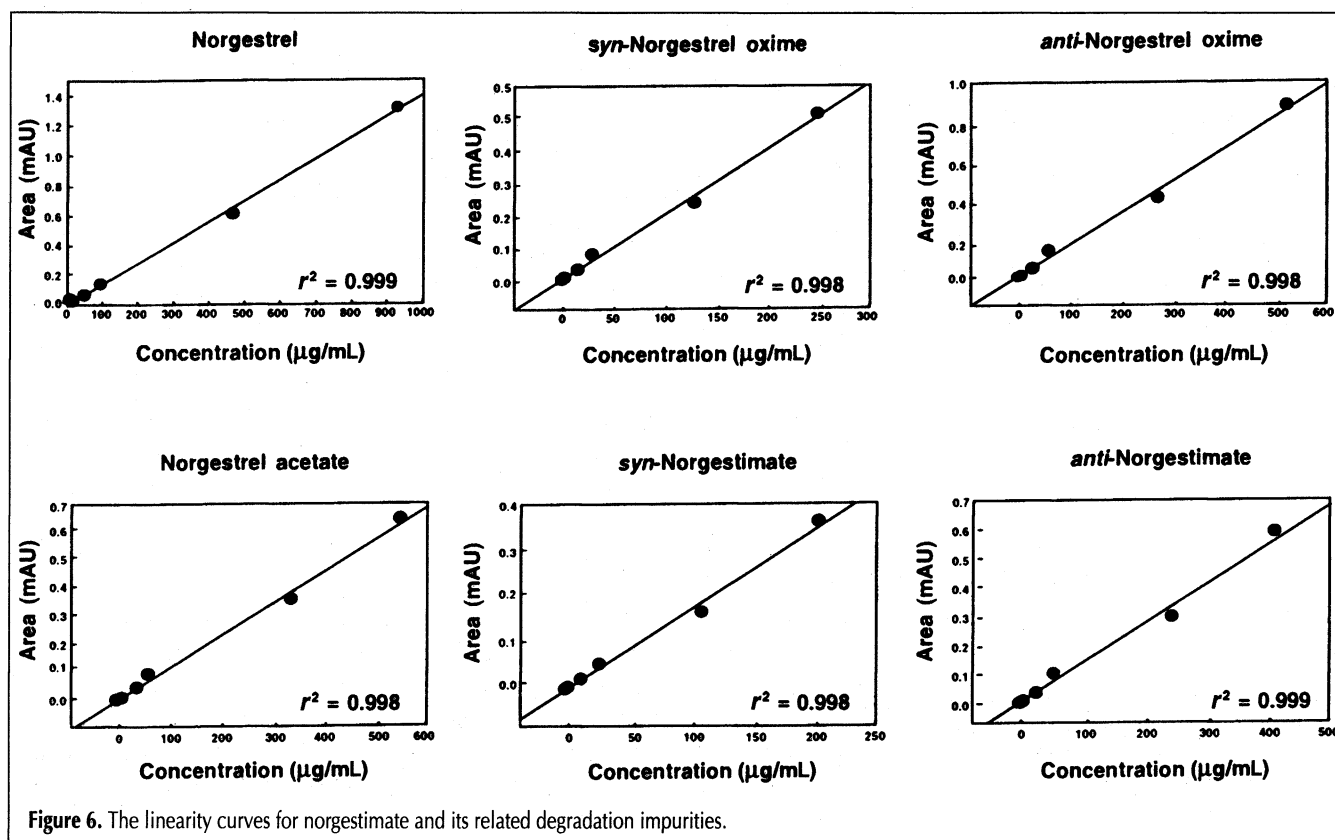 Norgestrel
1.4
1.2
1.0
0.8
0.6
0.4
0.2
0.0
Area (mAU)
r² = 0.999
0 100 200 300 400 500 600 700 800 900 1000
Concentration (μg/mL)
syn-Norgestrel oxime
0.5
0.4
0.3
0.2
0.1
0.0
Area (mAU)
r² = 0.998
0 50 100 150 200 250 300
Concentration (μg/mL)
anti-Norgestrel oxime
1.0
0.8
0.6
0.4
0.2
0.0
Area (mAU)
r² = 0.998
0 100 200 300 400 500 600
Concentration (μg/mL)
Norgestrel acetate
0.7
0.6
0.5
0.4
0.3
0.2
0.1
0.0
Area (mAU)
r² = 0.998
0 100 200 300 400 500 600
Concentration (μg/mL)
syn-Norgestimate
0.4
0.3
0.2
0.1
0.0
Area (mAU)
r² = 0.998
0 50 100 150 200 250
Concentration (μg/mL)
anti-Norgestimate
0.7
0.6
0.5
0.4
0.3
0.2
0.1
0.0
Area (mAU)
r² = 0.999
0 100 200 300 400 500
Concentration (μg/mL)
Figure 6. The linearity curves for norgestimate and its related degradation impurities.